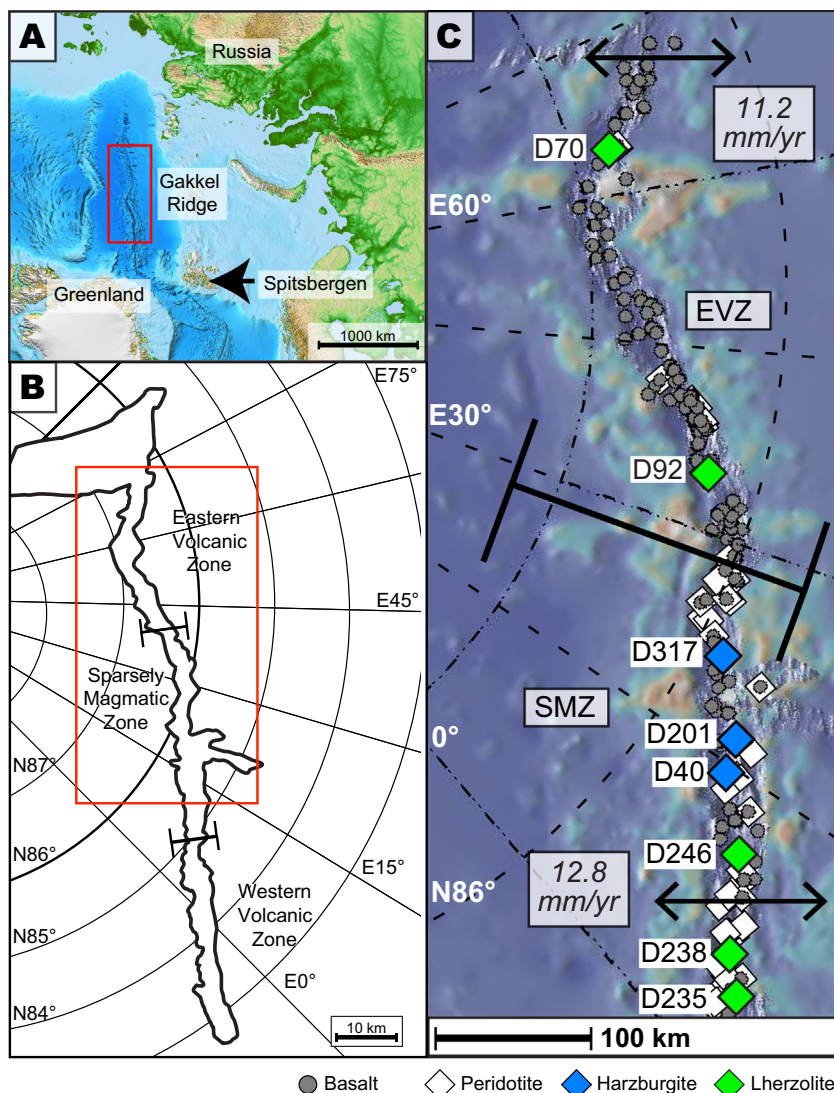 A
Russia
Gakkel
Ridge
Greenland
Spitsbergen
1000 km
B
E75°
Eastern
Volcanic
Zone
E45°
Sparsely
Magmatic
Zone
N87°
N86°
E15°
Western
Volcanic
Zone
N85°
E0°
N84°
10 km
C
11.2
mm/yr
D70
E60°
EVZ
E30°
D92
D317
SMZ
D201
0°
D40
D246
12.8
mm/yr
N86°
D238
D235
100 km
Basalt
Peridotite
Harzburgite
Lherzolite